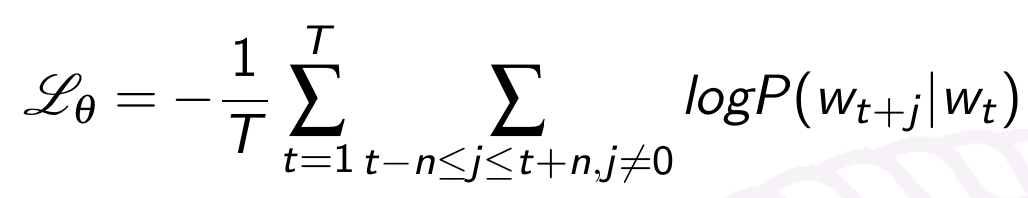 ℒ_θ = − 1/T ∑_{t=1}^{T} ∑_{t−n≤j≤t+n,j≠0} logP(w_{t+j}|w_t)